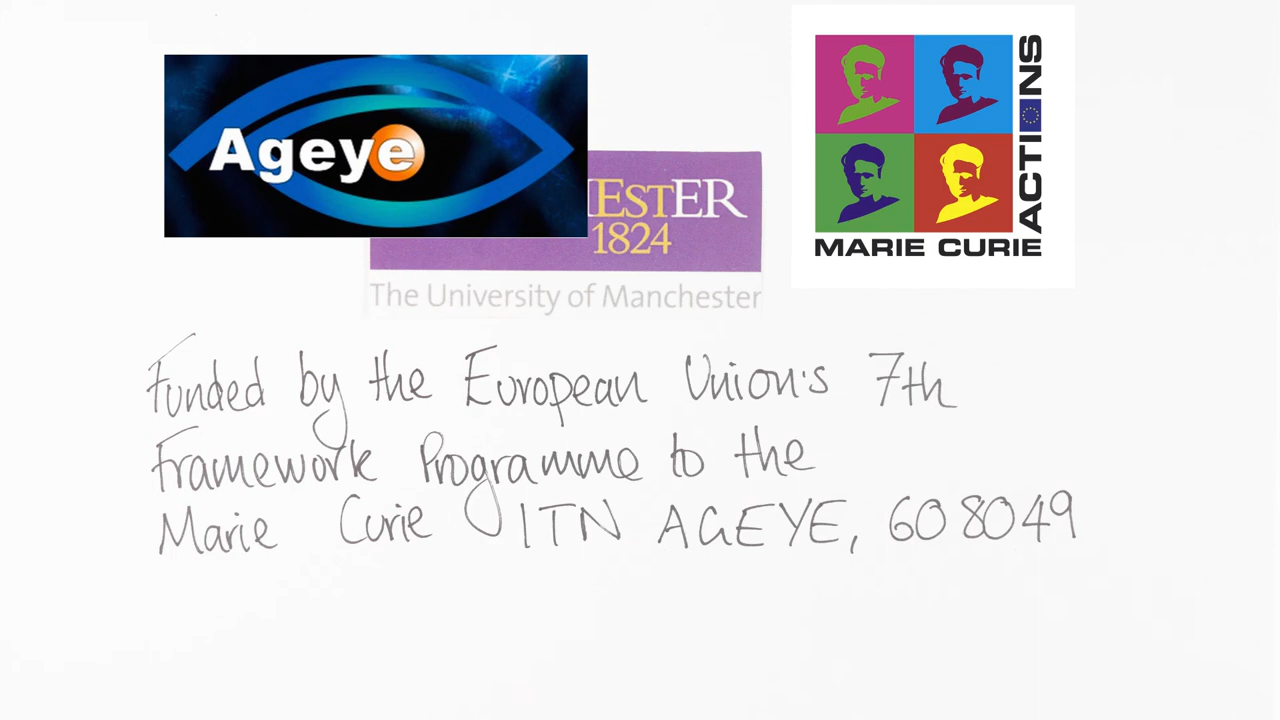 Ageye
ESTER
1824
The University of Manchester
ACTIONS
MARIE CURIE
Funded by the European Union's 7th
Framework Programme to the
Marie Curie ITN AGEYE, 608049